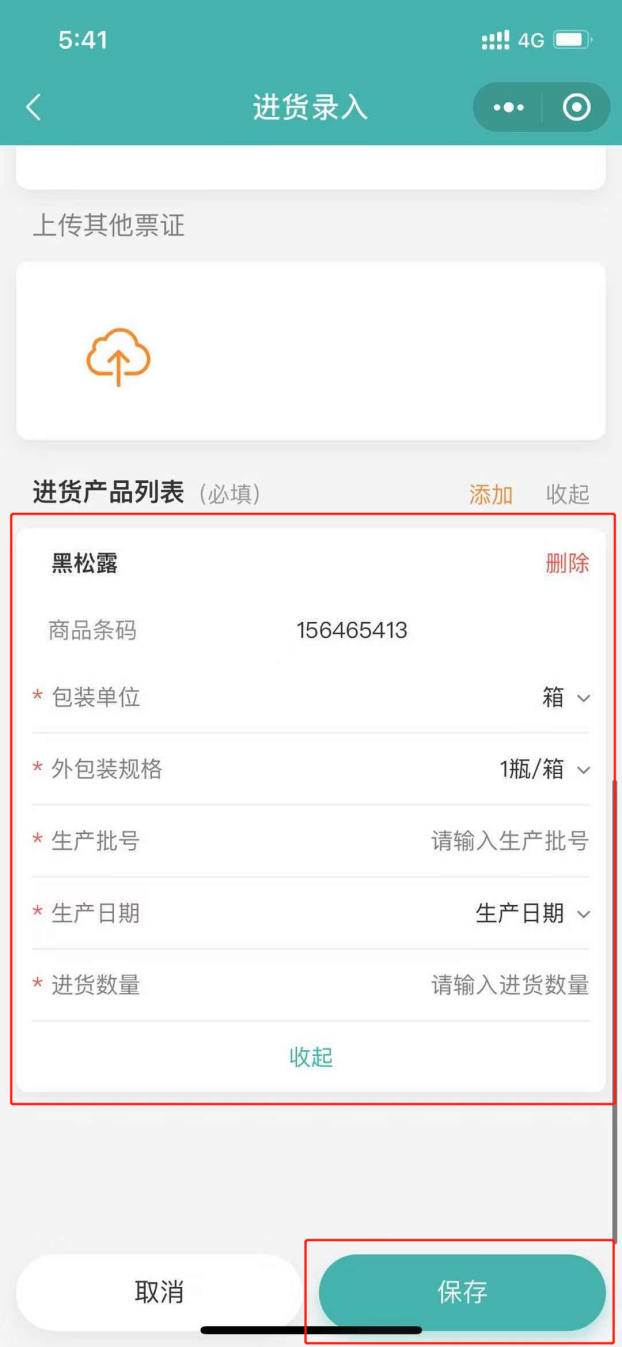 5:41 4G
进货录入
上传其他票证
进货产品列表 (必填) 添加 收起
黑松露 删除
商品条码 156465413
* 包装单位 箱
* 外包装规格 1瓶/箱
* 生产批号 请输入生产批号
* 生产日期 生产日期
* 进货数量 请输入进货数量
收起
取消 保存